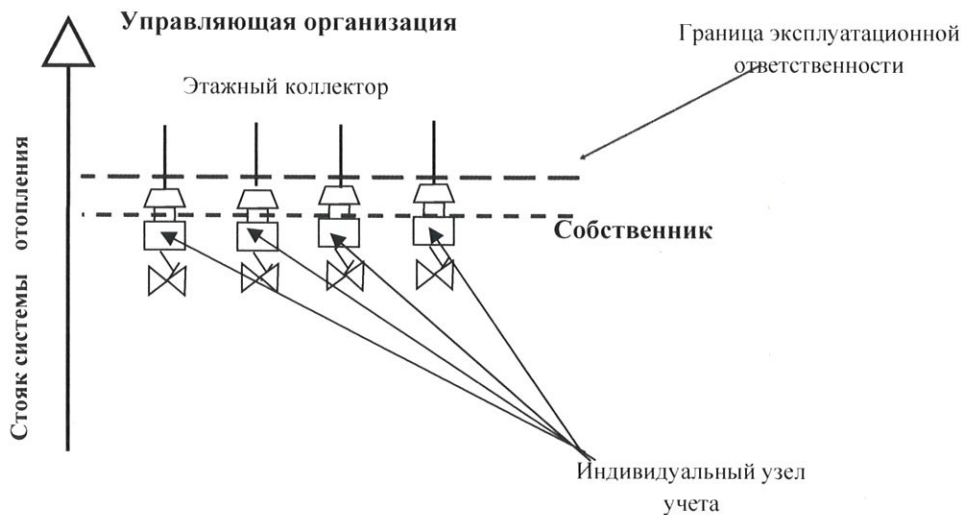 Управляющая организация
Граница эксплуатационной
ответственности
Этажный коллектор
Стояк системы отопления
Собственник
Индивидуальный узел
учета